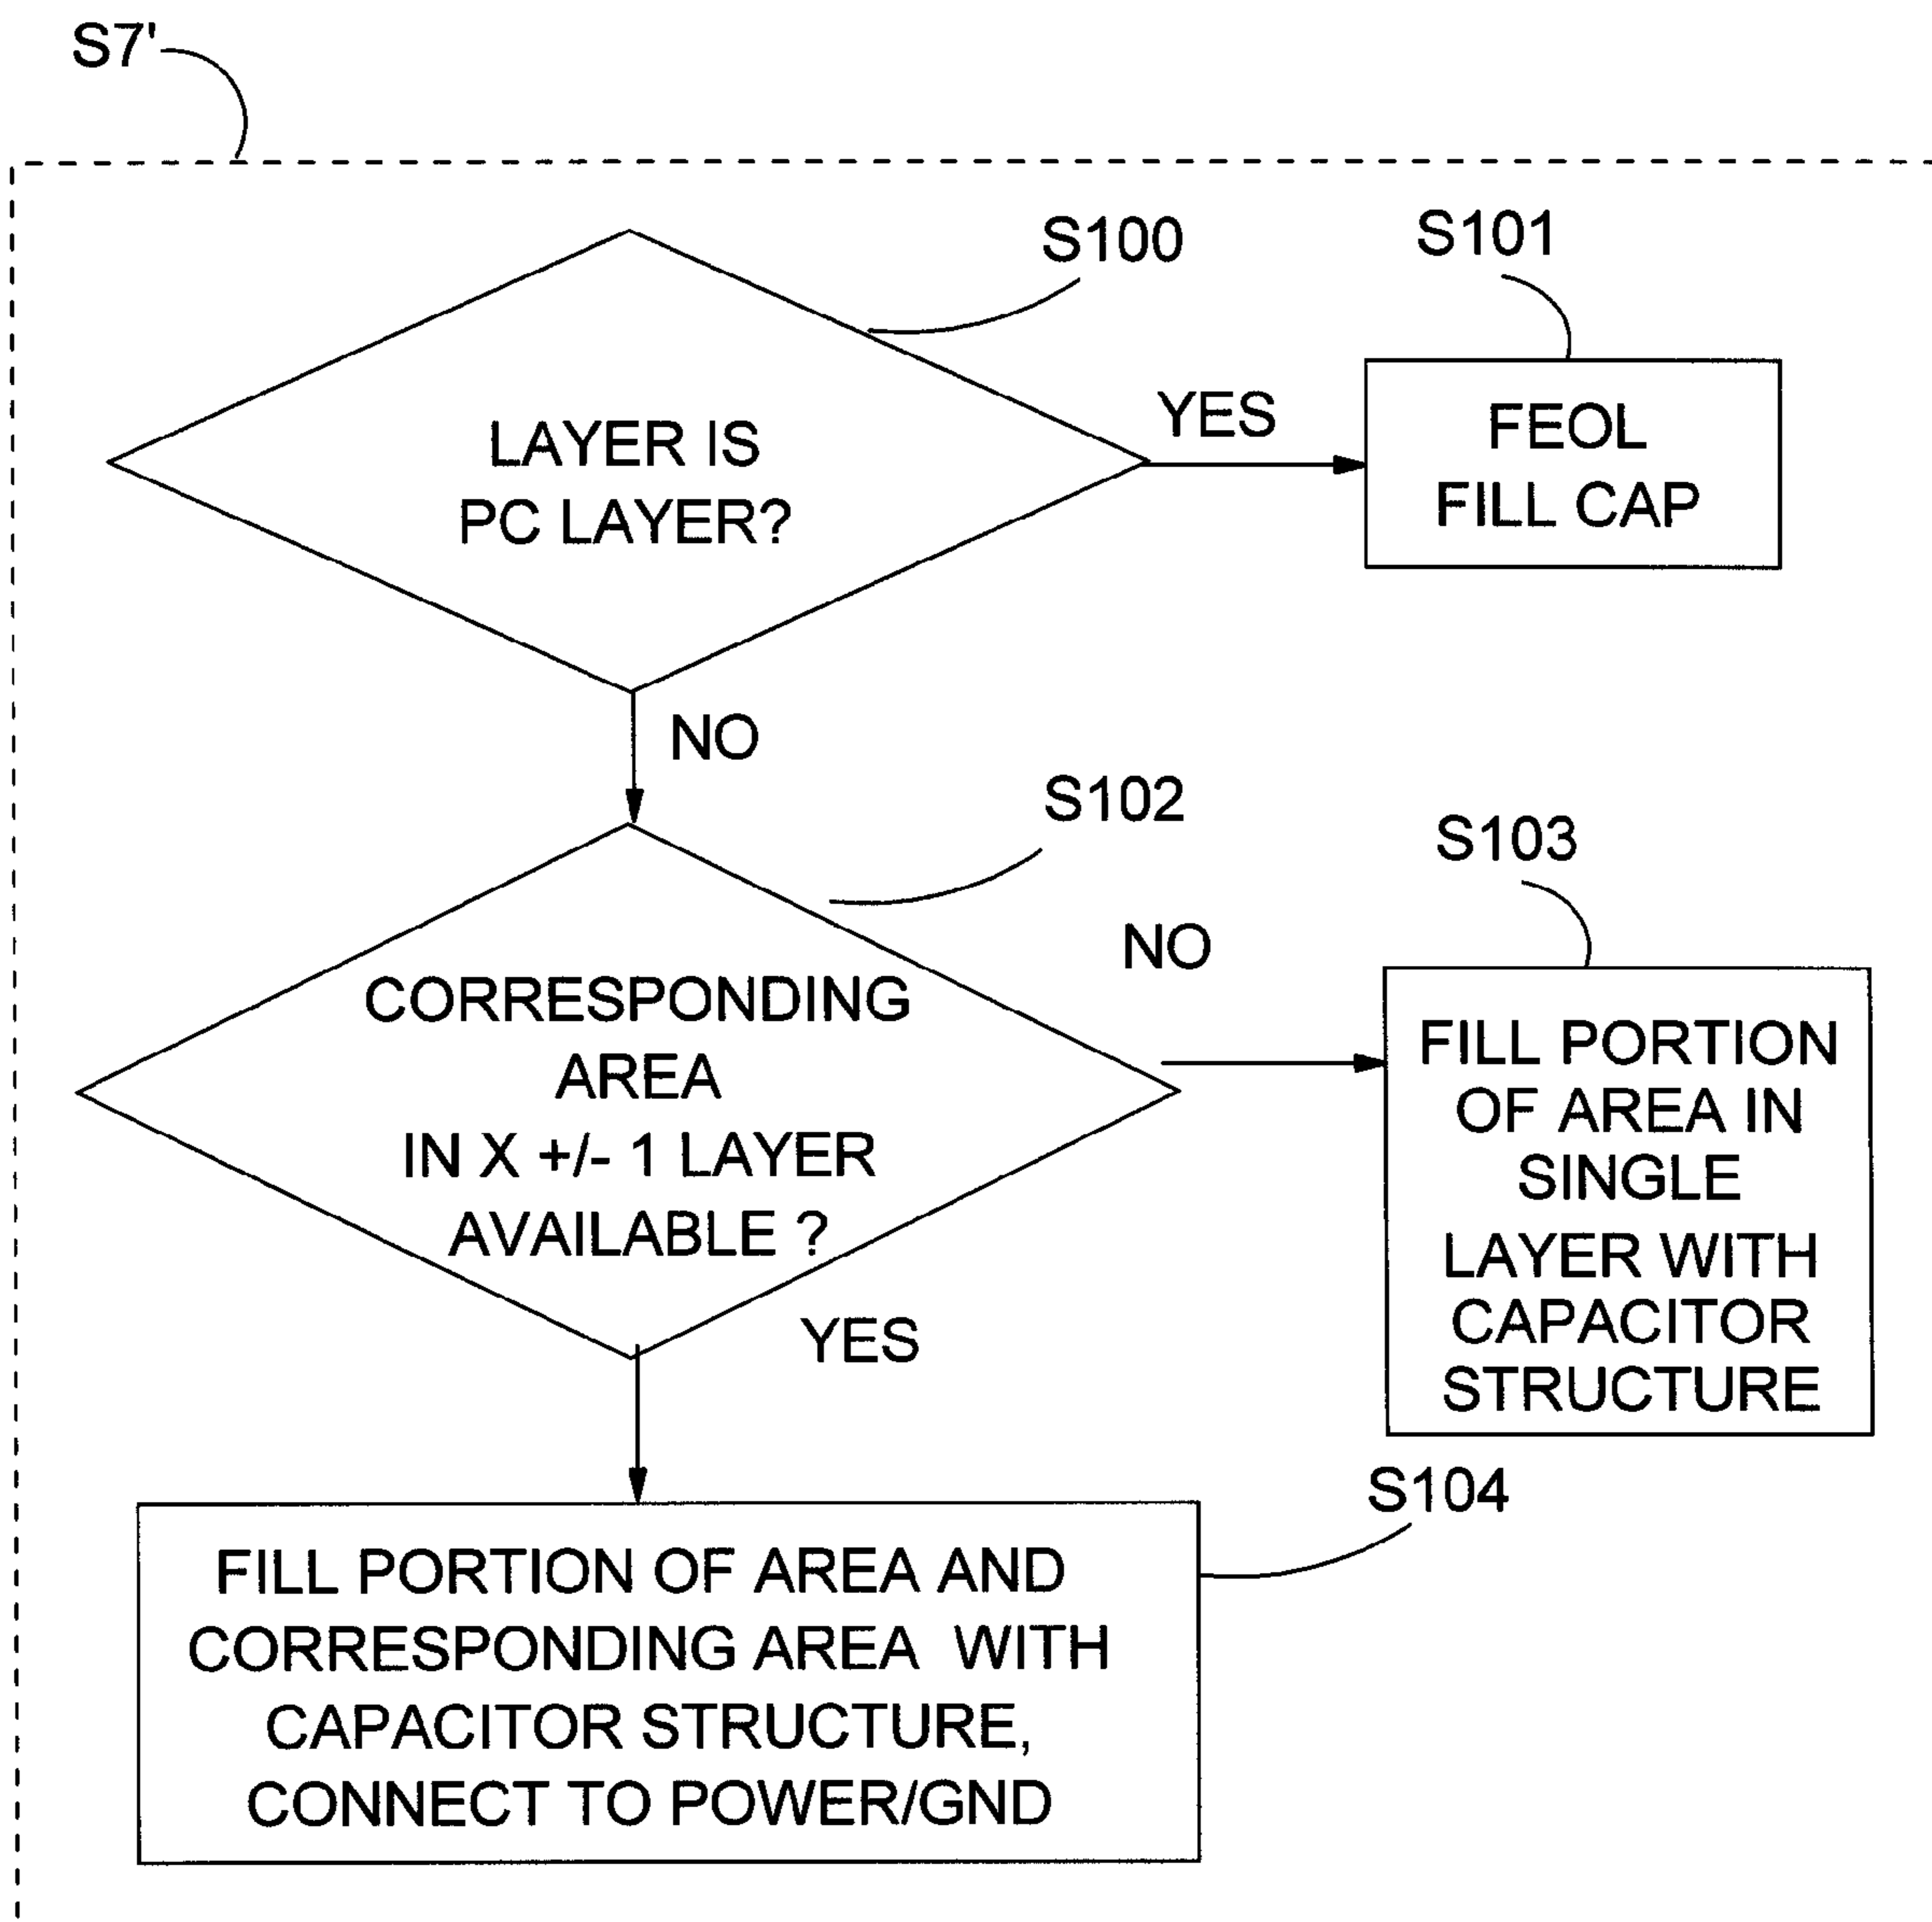 S7'
S100
S101
LAYER IS
PC LAYER?
YES
FEOL
FILL CAP
NO
S102
S103
NO
CORRESPONDING
AREA
IN X +/- 1 LAYER
AVAILABLE ?
FILL PORTION
OF AREA IN
SINGLE
LAYER WITH
CAPACITOR
STRUCTURE
YES
S104
FILL PORTION OF AREA AND
CORRESPONDING AREA WITH
CAPACITOR STRUCTURE,
CONNECT TO POWER/GND